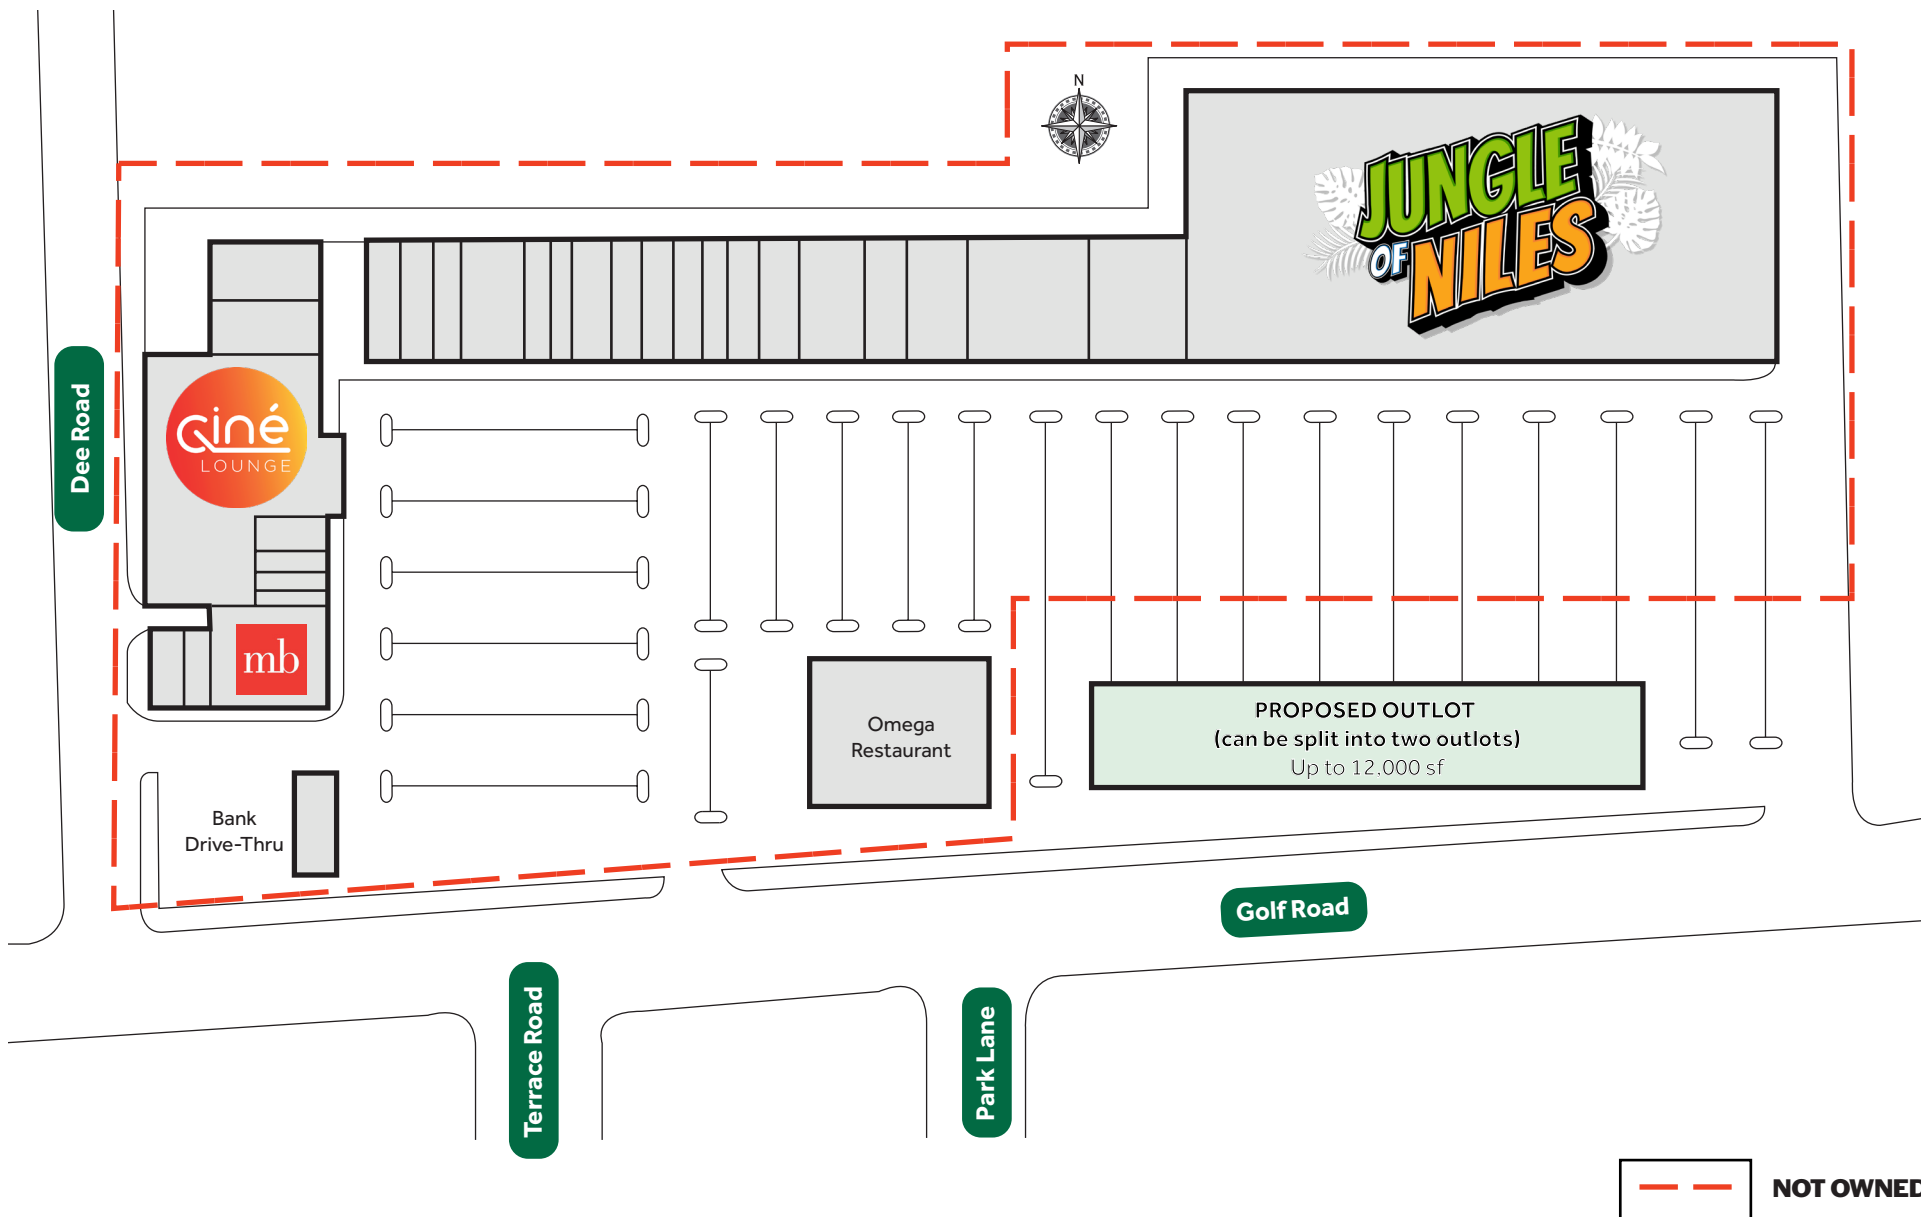 N
JUNGLE
OF NILES
Dee Road
Ciné
LOUNGE
mb
Omega
Restaurant
PROPOSED OUTLOT
(can be split into two outlots)
Up to 12,000 sf
Bank
Drive-Thru
Golf Road
Terrace Road
Park Lane
NOT OWNED